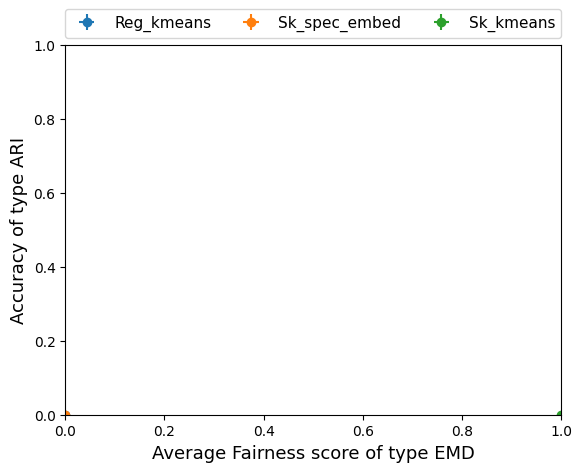 Reg_kmeans Sk_spec_embed Sk_kmeans
1.0
0.8
0.6
0.4
0.2
0.0
Accuracy of type ARI
0.0 0.2 0.4 0.6 0.8 1.0
Average Fairness score of type EMD